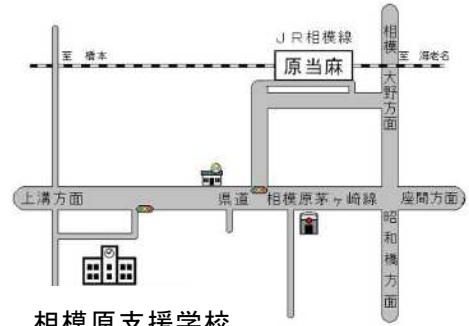 JR相模線
原当麻
至 橋本
至 海老名
相模大野方面
上溝方面
県道 相模原茅ヶ崎線
座間方面
昭和橋方面
相模原支援学校